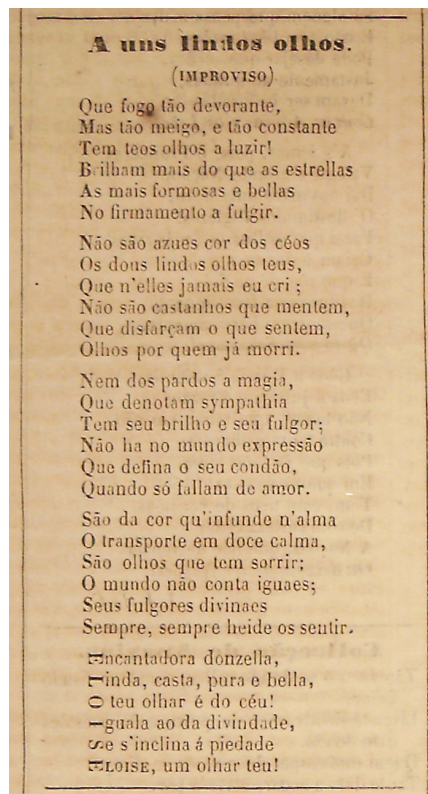 A uns lindos olhos.
(IMPROVISO)
Que fogo tão devorante,
Mas tão meigo, e tão constante
Tem teos olhos a luzir!
B ilham mais do que as estrellas
As mais formosas e bellas
No firmamento a fulgir.
Não são azues cor dos céos
Os dous lindos olhos teus,
Que n'elles jamais eu cri ;
Não são castanhos que mentem,
Que disfarçam o que sentem,
Olhos por quem já morri.
Nem dos pardos a magia,
Que denotam sympathia
Tem seu brilho e seu fulgor;
Não ha no mundo expressão
Que defina o seu condão,
Quando só fallam de amor.
São da cor qu'infunde n'alma
O transporte em doce calma,
São olhos que tem sorrir;
O mundo não conta iguaes;
Seus fulgores divinaes
Sempre, sempre heide os sentir.
Encantadora donzella,
Linda, casta, pura e bella,
O teu olhar é do céu!
Iguala ao da divindade,
Se s'inclina á piedade
ELOISE, um olhar teu!